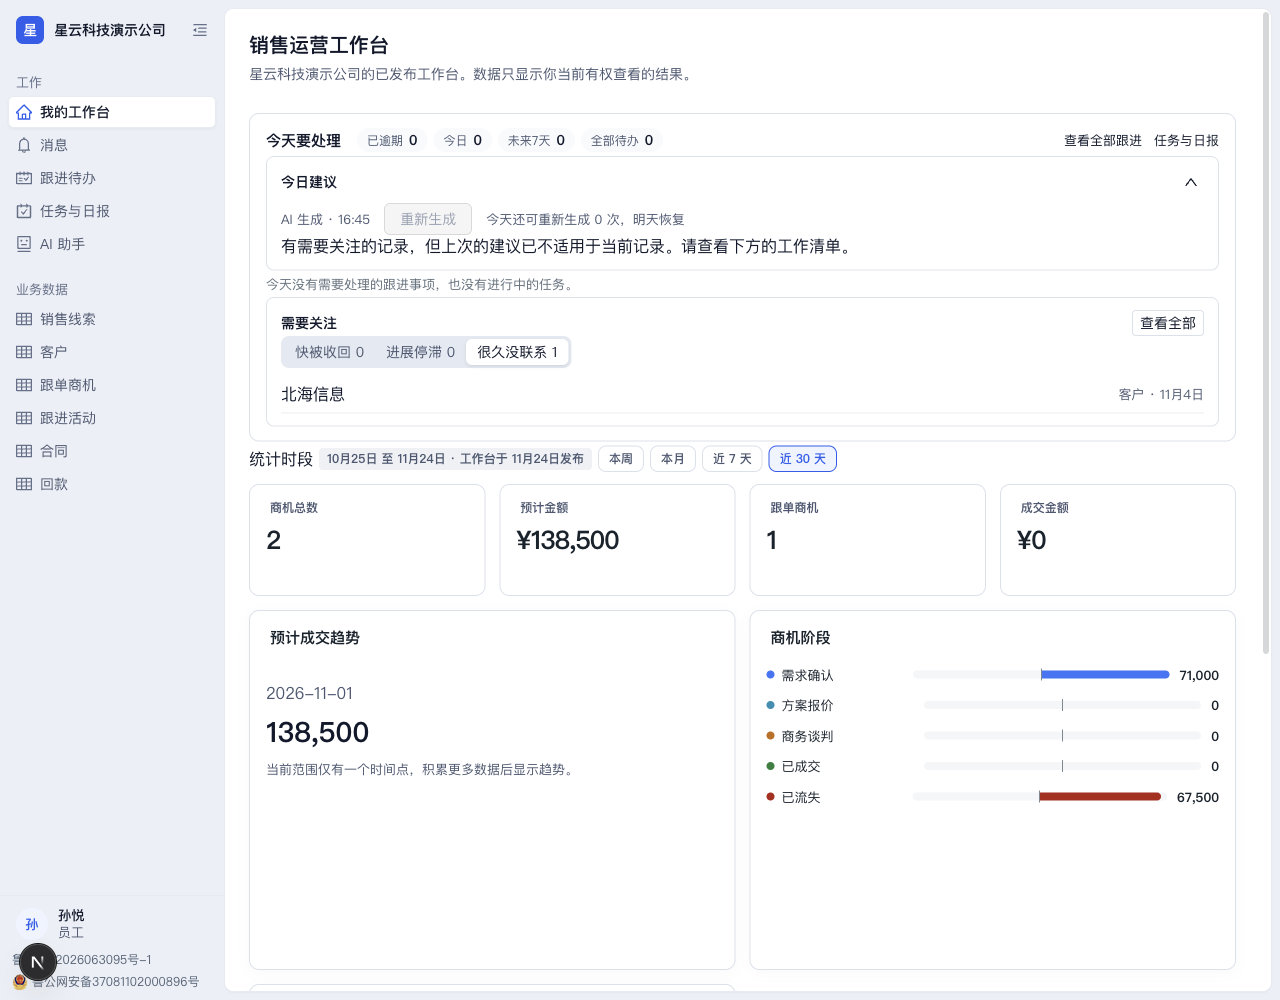 星 星云科技演示公司
工作
我的工作台
消息
跟进待办
任务与日报
AI 助手
业务数据
销售线索
客户
跟单商机
跟进活动
合同
回款
孙 孙悦
员工
2026063095号-1
公网安备37081102000896号
N
销售运营工作台
星云科技演示公司的已发布工作台。数据只显示你当前有权查看的结果。
今天要处理 已逾期 0 今日 0 未来7天 0 全部待办 0 查看全部跟进 任务与日报
今日建议
AI 生成 · 16:45 重新生成 今天还可重新生成 0 次，明天恢复
有需要关注的记录，但上次的建议已不适用于当前记录。请查看下方的工作清单。
今天没有需要处理的跟进事项，也没有进行中的任务。
需要关注 查看全部
快被收回 0 进展停滞 0 很久没联系 1
北海信息 客户 · 11月4日
统计时段 10月25日 至 11月24日 · 工作台于 11月24日发布 本周 本月 近 7 天 近 30 天
商机总数
2
预计金额
¥138,500
跟单商机
1
成交金额
¥0
预计成交趋势
2026-11-01
138,500
当前范围仅有一个时间点，积累更多数据后显示趋势。
商机阶段
需求确认 71,000
方案报价 0
商务谈判 0
已成交 0
已流失 67,500